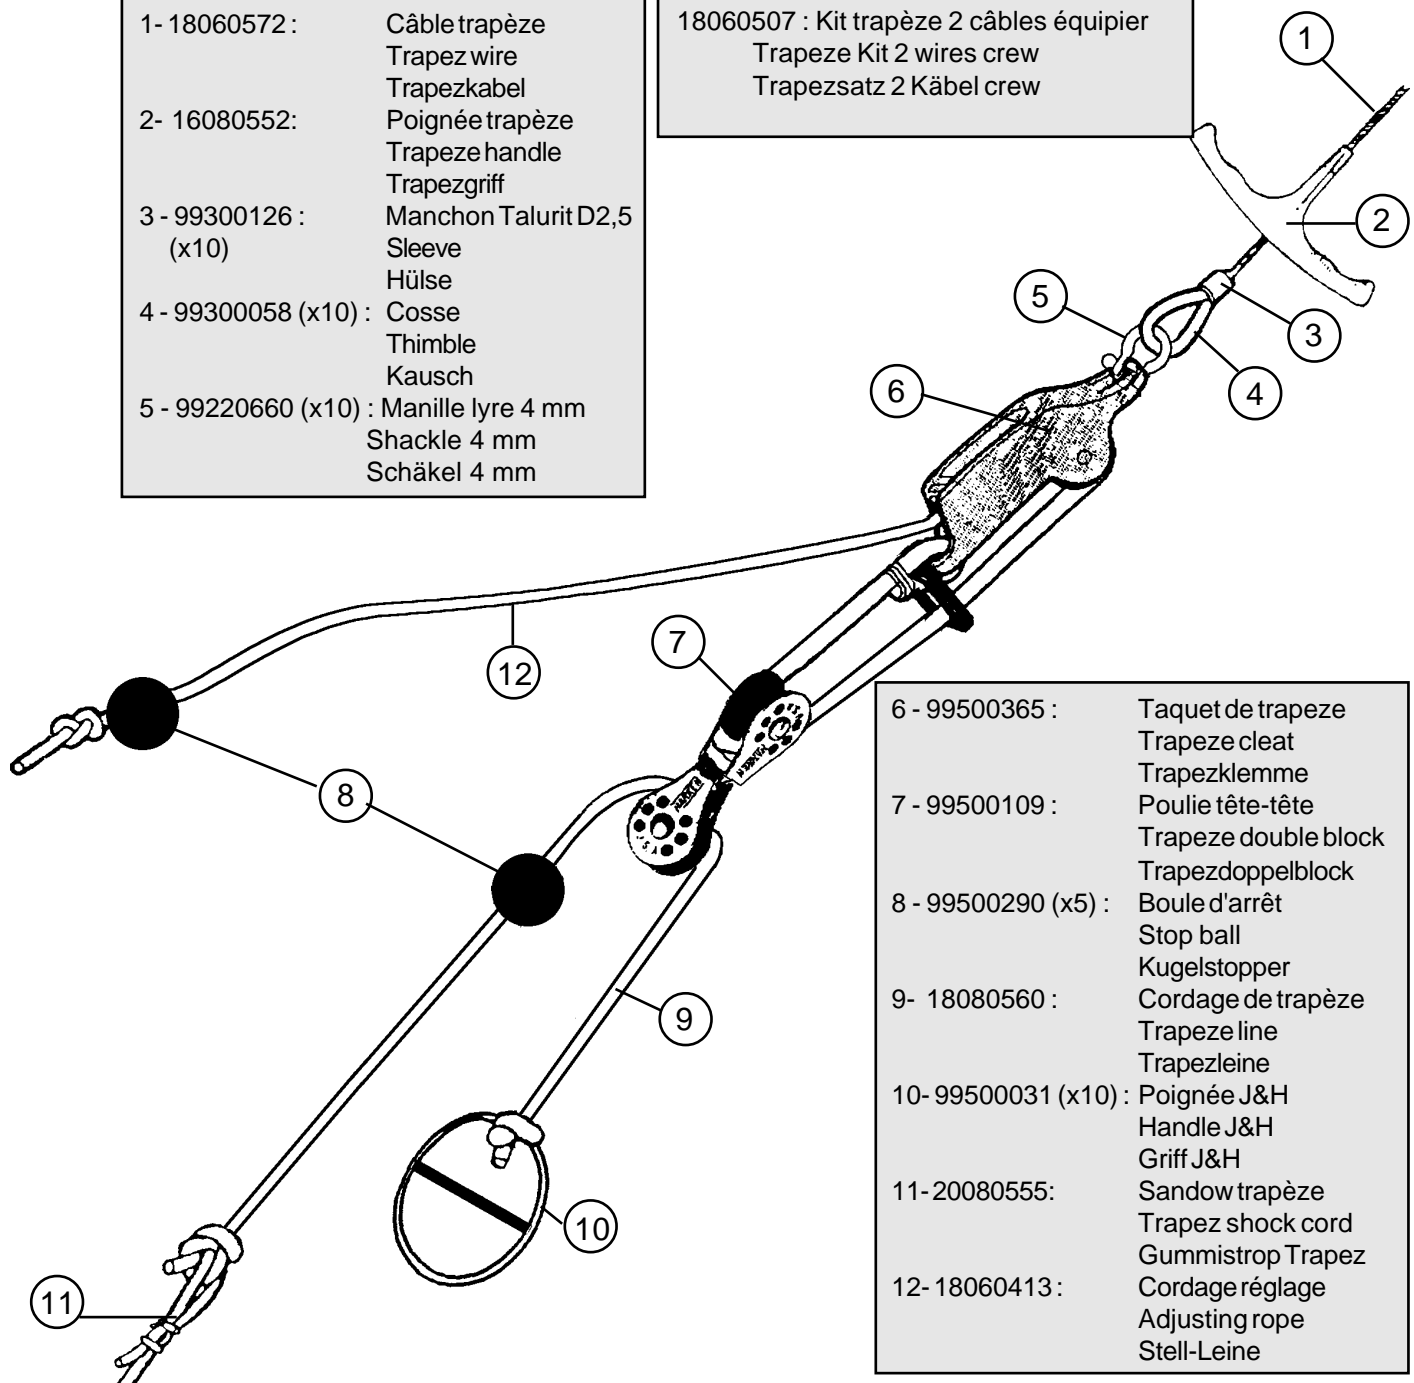 1- 18060572 : Câble trapèze
Trapez wire
Trapezkabel
2- 16080552: Poignée trapèze
Trapeze handle
Trapezgriff
3 - 99300126 : Manchon Talurit D2,5
(x10) Sleeve
Hülse
4 - 99300058 (x10) : Cosse
Thimble
Kausch
5 - 99220660 (x10) : Manille lyre 4 mm
Shackle 4 mm
Schäkel 4 mm
18060507 : Kit trapèze 2 câbles équipier
Trapeze Kit 2 wires crew
Trapezsatz 2 Käbel crew
1
2
3
4
5
6
7
12
8
9
10
11
HARKEN
6 - 99500365 : Taquet de trapeze
Trapeze cleat
Trapezklemme
7 - 99500109 : Poulie tête-tête
Trapeze double block
Trapezdoppelblock
8 - 99500290 (x5) : Boule d'arrêt
Stop ball
Kugelstopper
9- 18080560 : Cordage de trapèze
Trapeze line
Trapezleine
10- 99500031 (x10) : Poignée J&H
Handle J&H
Griff J&H
11- 20080555: Sandow trapèze
Trapez shock cord
Gummistrop Trapez
12- 18060413 : Cordage réglage
Adjusting rope
Stell-Leine